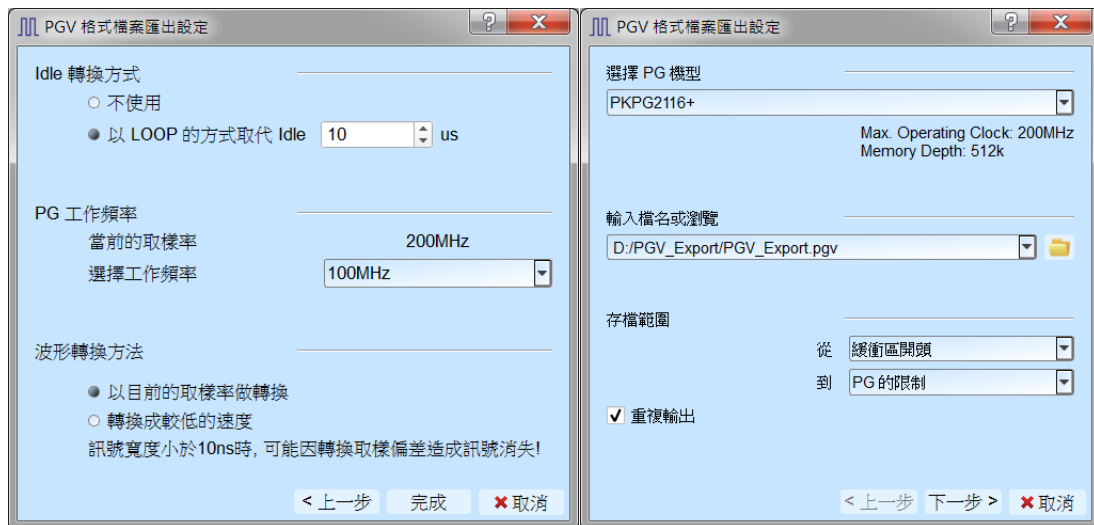 PGV 格式檔案匯出設定
Idle 轉換方式
不使用
以 LOOP 的方式取代 Idle 10 us
PG 工作頻率
當前的取樣率 200MHz
選擇工作頻率 100MHz
波形轉換方法
以目前的取樣率做轉換
轉換成較低的速度
訊號寬度小於10ns時, 可能因轉換取樣偏差造成訊號消失!
< 上一步 完成 取消
PGV 格式檔案匯出設定
選擇 PG 機型
PKPG2116+
Max. Operating Clock: 200MHz
Memory Depth: 512k
輸入檔名或瀏覽
D:/PGV_Export/PGV_Export.pgv
存檔範圍
從 緩衝區開頭
到 PG 的限制
重複輸出
< 上一步 下一步 > 取消